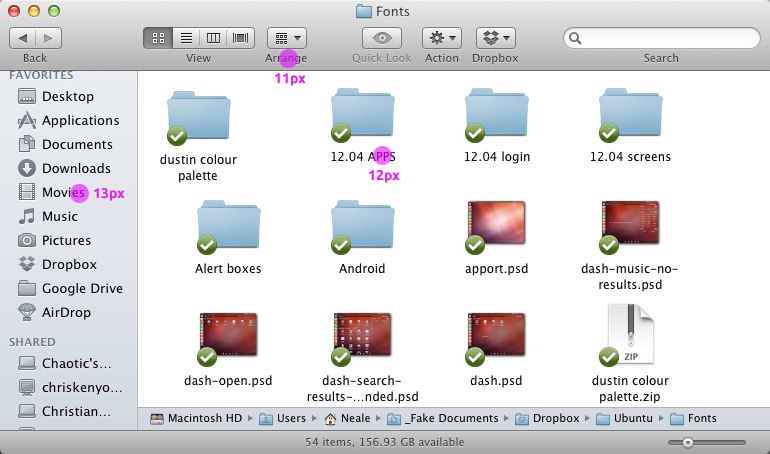 Fonts
Back
View
Arrange
Quick Look
Action
Dropbox
Search
11px
FAVORITES
Desktop
Applications
Documents
Downloads
Movies
13px
Music
Pictures
Dropbox
Google Drive
AirDrop
SHARED
Chaotic's...
chriskenyo...
Christian...
dustin colour
palette
12.04 APPS
12px
12.04 login
12.04 screens
Alert boxes
Android
apport.psd
dash-music-no-
results.psd
dash-open.psd
dash-search-
results-...nded.psd
dash.psd
ZIP
dustin colour
palette.zip
Macintosh HD Users Neale _Fake Documents Dropbox Ubuntu Fonts
54 items, 156.93 GB available